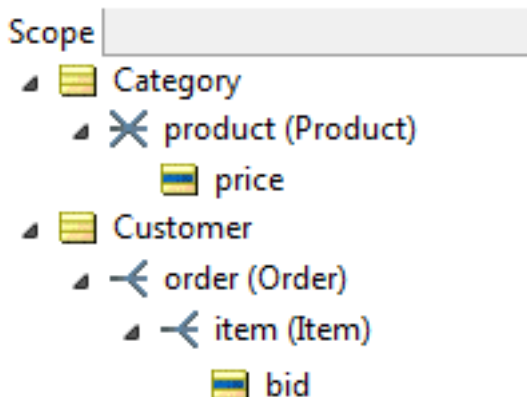 Scope
Category
product (Product)
price
Customer
order (Order)
item (Item)
bid